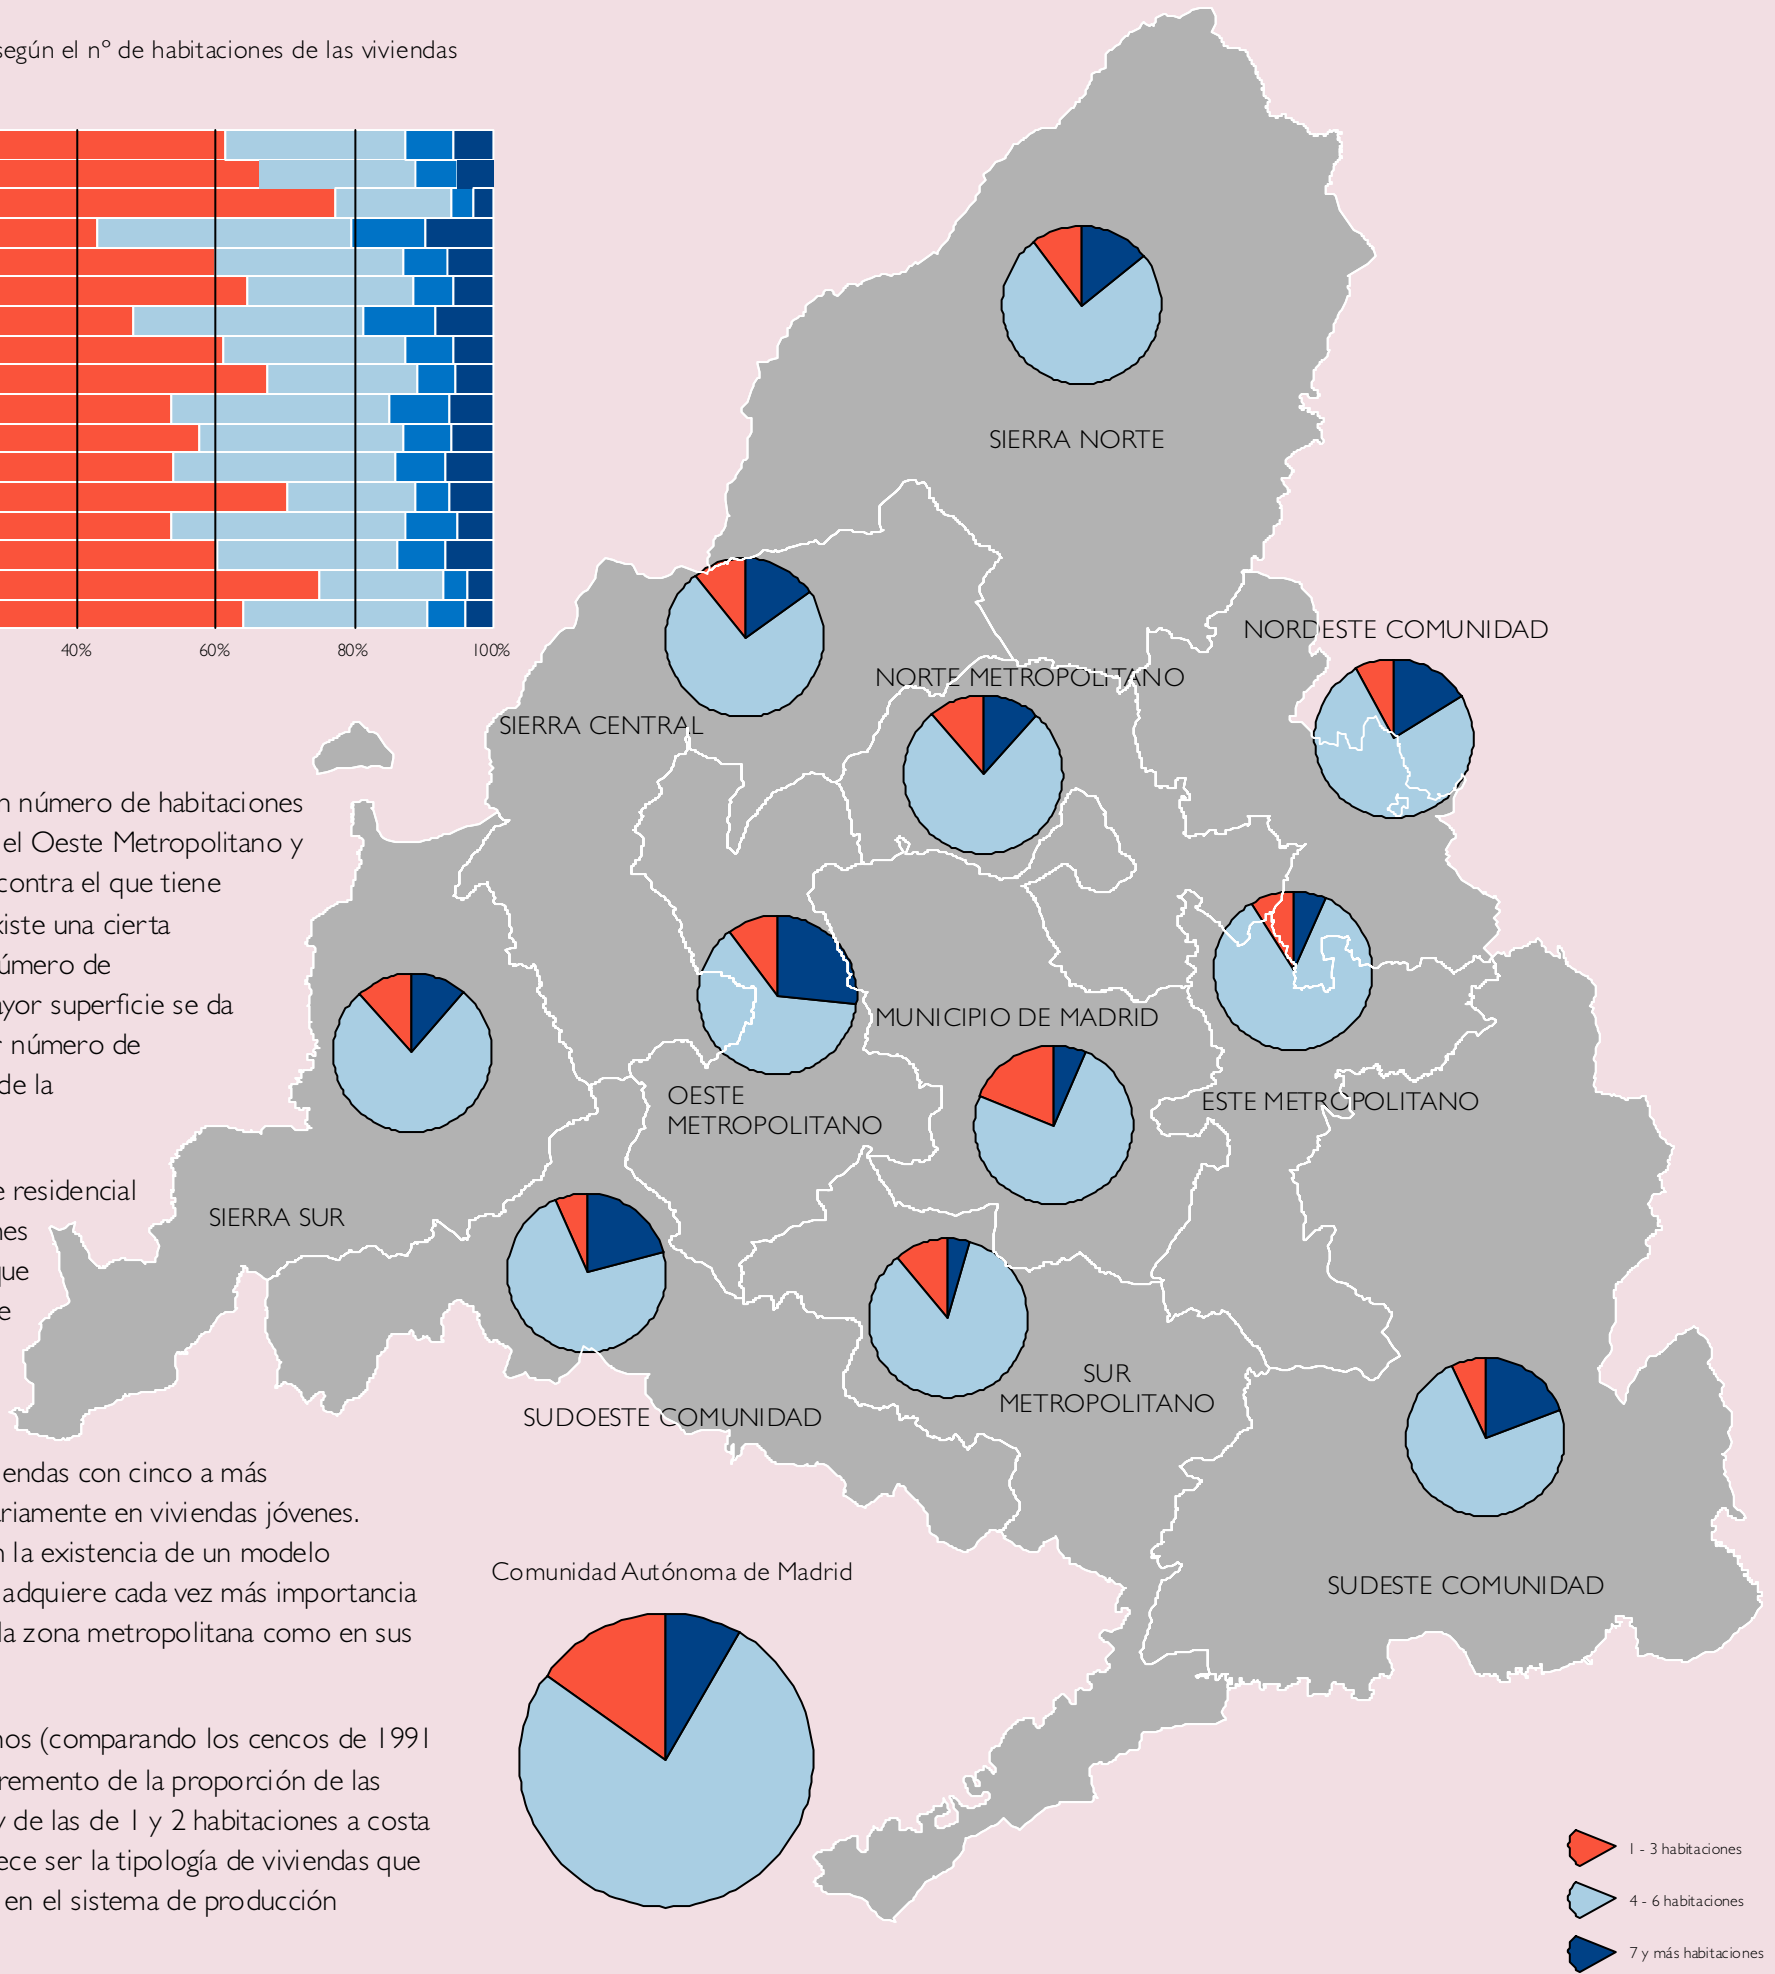 según el nº de habitaciones de las viviendas
40% 60% 80% 100%
número de habitaciones
el Oeste Metropolitano y
contra el que tiene
xiste una cierta
úmero de
ayor superficie se da
número de
de la
residencial
nes
que
e
endas con cinco a más
ariamente en viviendas jóvenes.
la existencia de un modelo
adquiere cada vez más importancia
la zona metropolitana como en sus
nos (comparando los cencos de 1991
remento de la proporción de las
y de las de 1 y 2 habitaciones a costa
ece ser la tipología de viviendas que
en el sistema de producción
SIERRA NORTE
NORDESTE COMUNIDAD
NORTE METROPOLITANO
SIERRA CENTRAL
MUNICIPIO DE MADRID
OESTE
METROPOLITANO
ESTE METROPOLITANO
SIERRA SUR
SUR
METROPOLITANO
SUDOESTE COMUNIDAD
SUDESTE COMUNIDAD
Comunidad Autónoma de Madrid
1 - 3 habitaciones
4 - 6 habitaciones
7 y más habitaciones